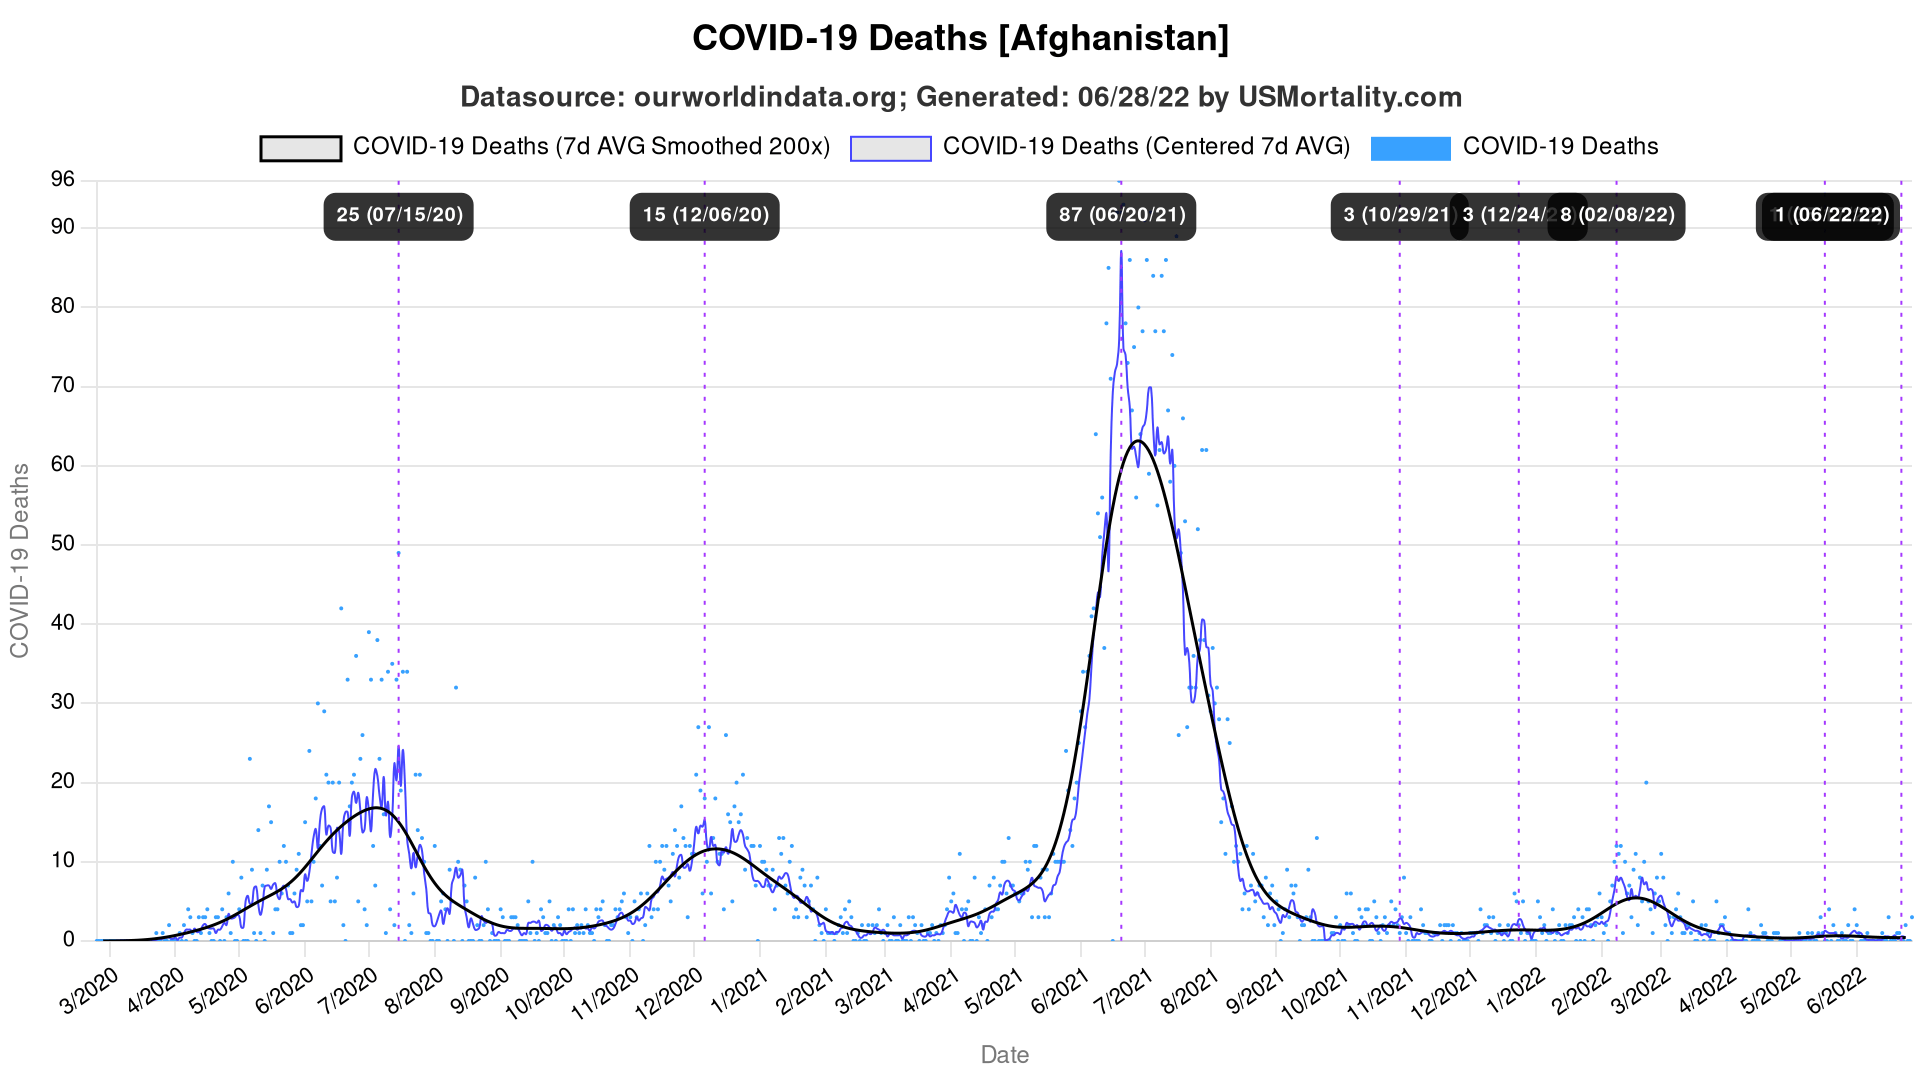 COVID-19 Deaths [Afghanistan]
Datasource: ourworldindata.org; Generated: 06/28/22 by USMortality.com
COVID-19 Deaths (7d AVG Smoothed 200x) COVID-19 Deaths (Centered 7d AVG) COVID-19 Deaths
25 (07/15/20) 15 (12/06/20) 87 (06/20/21) 3 (10/29/21) 3 (12/24/ 8 (02/08/22) 1 (06/22/22)
96
90
80
70
60
50
40
30
20
10
0
COVID-19 Deaths
3/2020 4/2020 5/2020 6/2020 7/2020 8/2020 9/2020 10/2020 11/2020 12/2020 1/2021 2/2021 3/2021 4/2021 5/2021 6/2021 7/2021 8/2021 9/2021 10/2021 11/2021 12/2021 1/2022 2/2022 3/2022 4/2022 5/2022 6/2022
Date